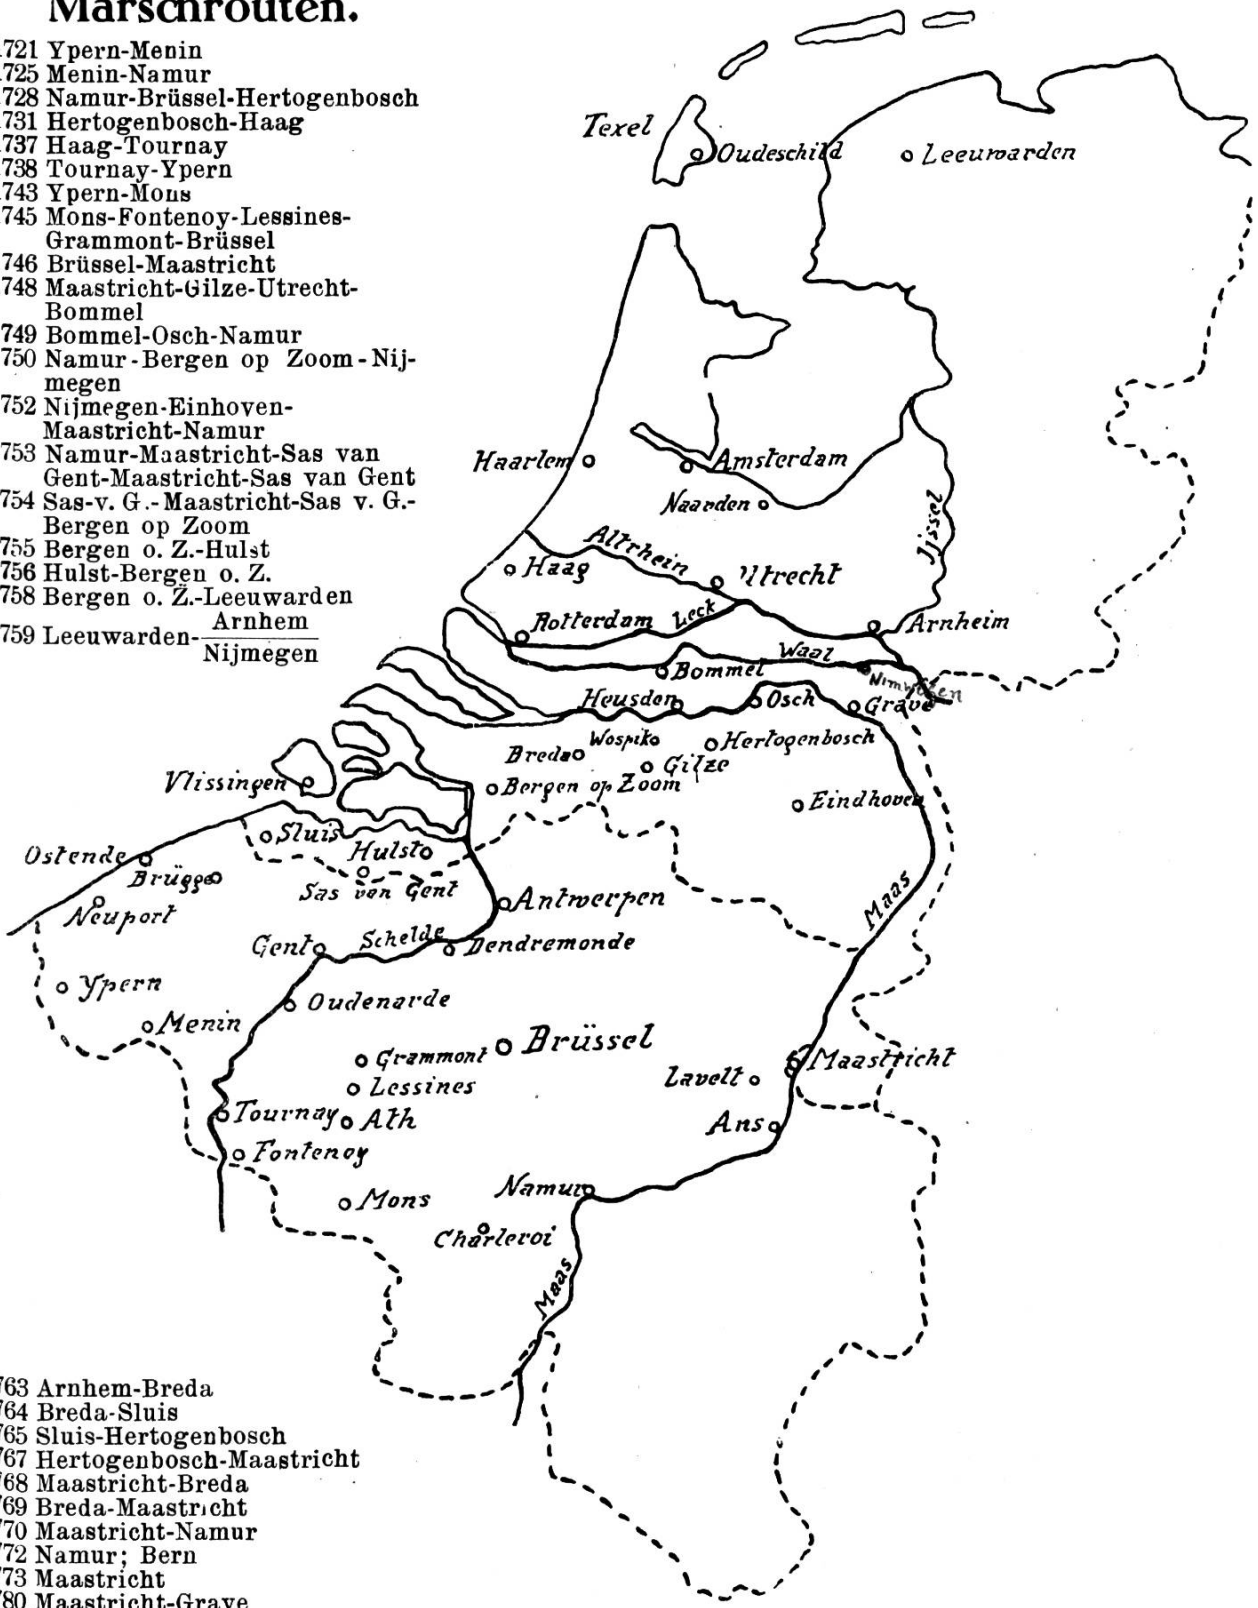 Marschrouten.
721 Ypern-Menin
725 Menin-Namur
728 Namur-Brüssel-Hertogenbosch
731 Hertogenbosch-Haag
737 Haag-Tournay
738 Tournay-Ypern
743 Ypern-Mons
745 Mons-Fontenoy-Lessines-
Grammont-Brüssel
746 Brüssel-Maastricht
748 Maastricht-Gilze-Utrecht-
Bommel
749 Bommel-Osch-Namur
750 Namur-Bergen op Zoom-Nij-
megen
752 Nijmegen-Einhoven-
Maastricht-Namur
753 Namur-Maastricht-Sas van
Gent-Maastricht-Sas van Gent
754 Sas-v. G.-Maastricht-Sas v. G.-
Bergen op Zoom
755 Bergen o. Z.-Hulst
756 Hulst-Bergen o. Z.
758 Bergen o. Z.-Leeuwarden
759 Leeuwarden-Arnhem
Nijmegen
Texel
Oudeschild
Leeuwarden
Haarlem
Amsterdam
Naarden
Ijssel
Altrhein
Haag
Utrecht
Rotterdam
Leck
Arnheim
Waal
Bommel
Nimwegen
Heusden
Osch
Grave
Breda
Wospik
Hertogenbosch
Gilze
Vlissingen
Bergen op Zoom
Eindhoven
Sluis
Ostende
Hulst
Brügge
Sas van Gent
Neuport
Antwerpen
Maas
Gent
Schelde
Dendremonde
Ypern
Oudenarde
Menin
Brüssel
Grammont
Maastricht
Lavelt
Lessines
Tournay
Ath
Ans
Fontenoy
Namur
Mons
Charleroi
Maas
763 Arnhem-Breda
764 Breda-Sluis
765 Sluis-Hertogenbosch
767 Hertogenbosch-Maastricht
768 Maastricht-Breda
769 Breda-Maastricht
770 Maastricht-Namur
772 Namur; Bern
773 Maastricht
780 Maastricht-Grave